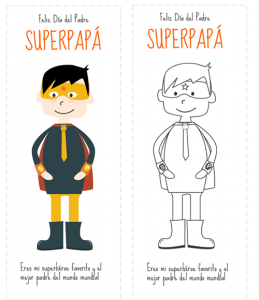 Feliz Día del Padre
SUPERPAPÁ
Eres mi superhéroe favorito y el
mejor padre del mundo mundial
Feliz Día del Padre
SUPERPAPÁ
Eres mi superhéroe favorito y el
mejor padre del mundo mundial